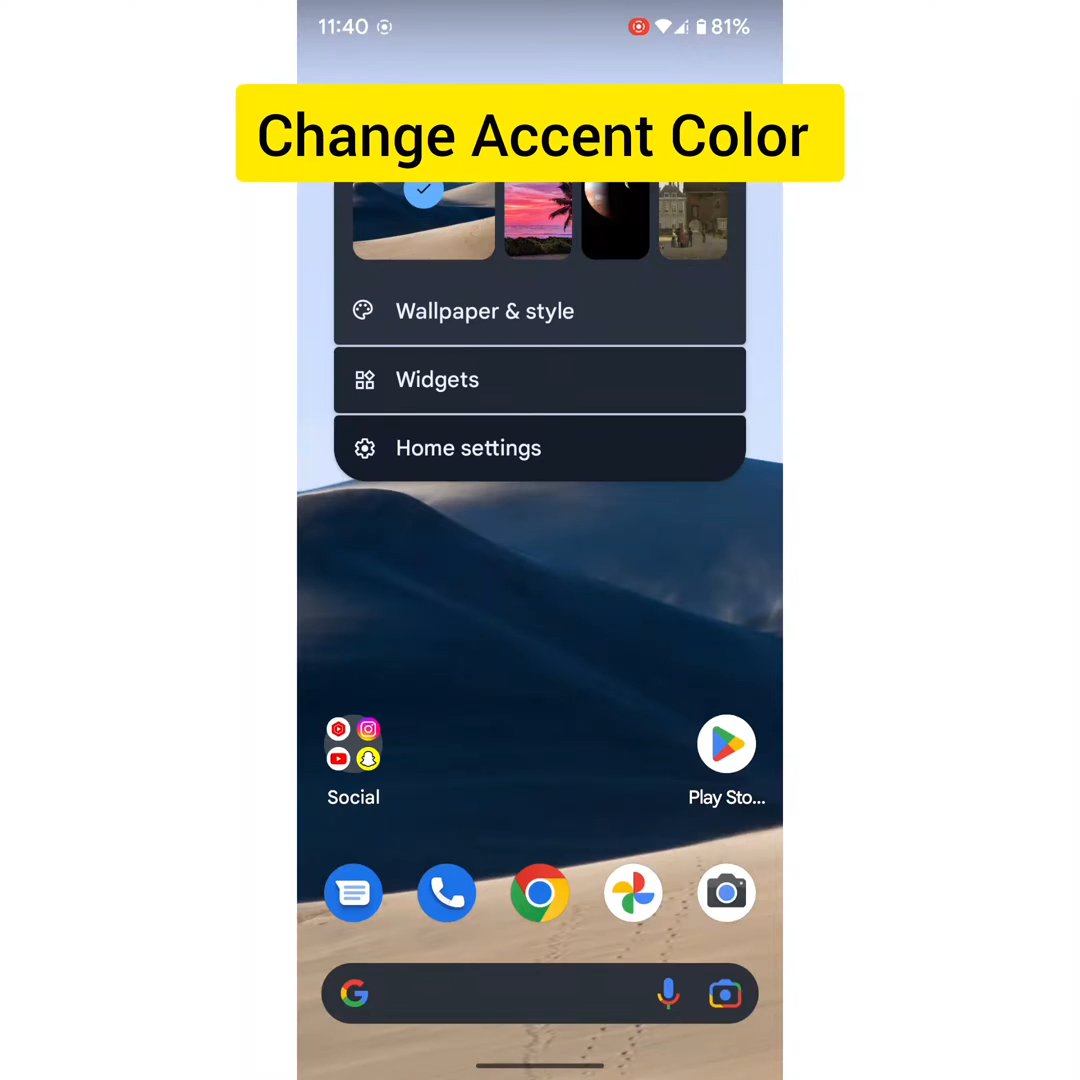 11:40 81%
Change Accent Color
Wallpaper & style
Widgets
Home settings
Social Play Sto...